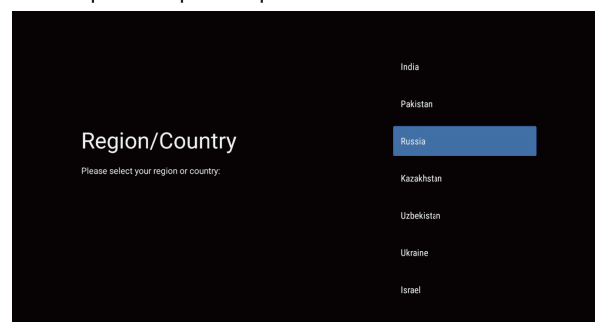 Region/Country
Please select your region or country:
India
Pakistan
Russia
Kazakhstan
Uzbekistan
Ukraine
Israel